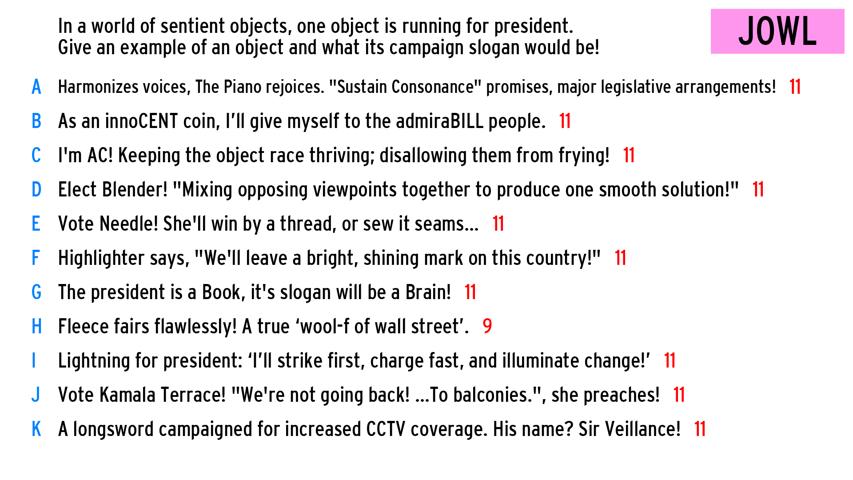 In a world of sentient objects, one object is running for president.
Give an example of an object and what its campaign slogan would be!
JOWL
A Harmonizes voices, The Piano rejoices. "Sustain Consonance" promises, major legislative arrangements! 11
B As an innoCENT coin, I’ll give myself to the admiraBILL people. 11
C I'm AC! Keeping the object race thriving; disallowing them from frying! 11
D Elect Blender! "Mixing opposing viewpoints together to produce one smooth solution!" 11
E Vote Needle! She'll win by a thread, or sew it seams... 11
F Highlighter says, "We'll leave a bright, shining mark on this country!" 11
G The president is a Book, it's slogan will be a Brain! 11
H Fleece fairs flawlessly! A true ‘wool-f of wall street’. 9
I Lightning for president: ‘I’ll strike first, charge fast, and illuminate change!’ 11
J Vote Kamala Terrace! "We're not going back! ...To balconies.", she preaches! 11
K A longsword campaigned for increased CCTV coverage. His name? Sir Veillance! 11